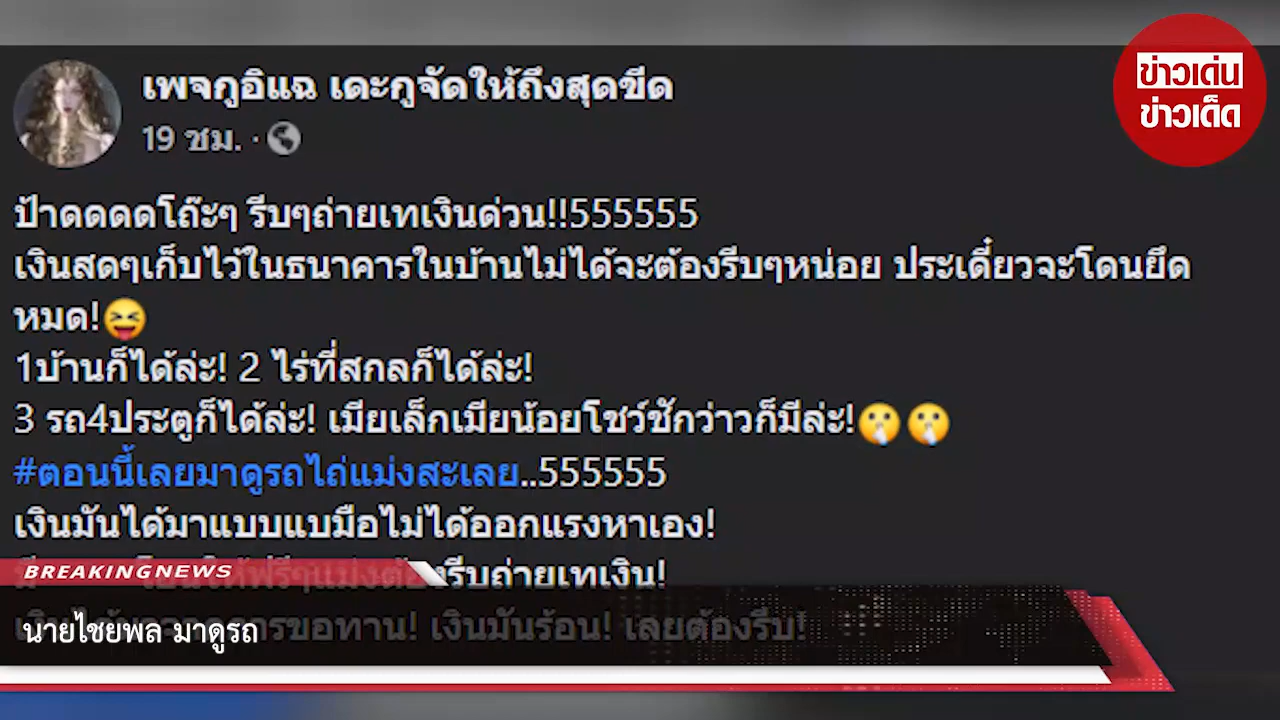 เพจกูอิแฉ เดะกูจัดให้ถึงสุดขีด
19 ชม. ·
ข่าวเด่น
ข่าวเด็ด
ป้าดดดดโถ๊ะๆ รีบๆถ่ายเทเงินด่วน!!555555
เงินสดๆเก็บไว้ในธนาคารในบ้านไม่ได้จะต้องรีบๆหน่อย ประเดี๋ยวจะโดนยึด
หมด!😝
1บ้านก็ได้ล่ะ! 2 ไร่ที่สกลก็ได้ล่ะ!
3 รถ4ประตูก็ได้ล่ะ! เมียเล็กเมียน้อยโชว์ชักว่าวก็มีล่ะ!🤫🤫
#ตอนนี้เลยมาดูรถไถ่แม่งสะเลย..555555
เงินมันได้มาแบบแบมือไม่ได้ออกแรงหาเอง!
ให้ฟรีๆแม่งต้องรีบถ่ายเทเงิน!
BREAKING NEWS
นายไชยพล มาดูรถ
รขอทาน! เงินมันร้อน! เลยต้องรีบ!